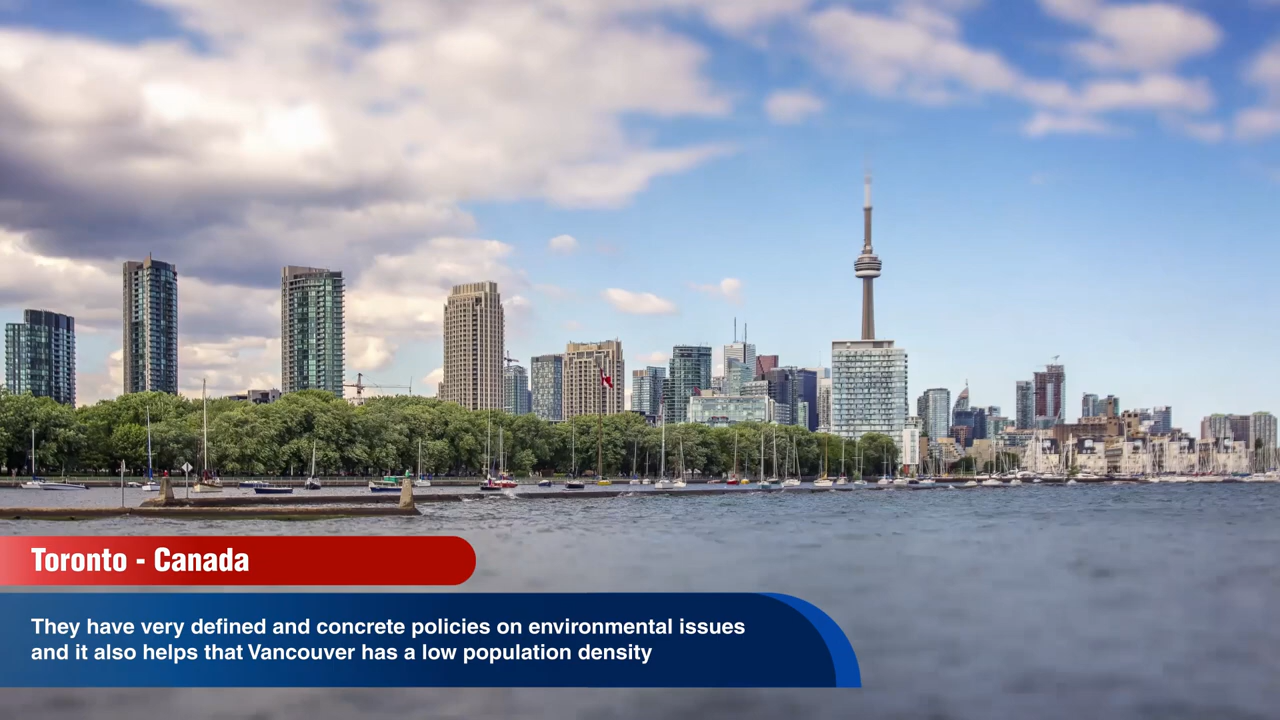 Toronto - Canada
They have very defined and concrete policies on environmental issues
and it also helps that Vancouver has a low population density